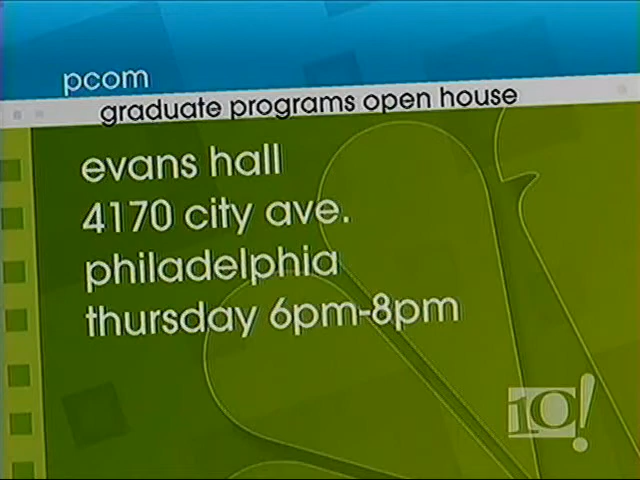 pcom
graduate programs open house
evans hall
4170 city ave.
philadelphia
thursday 6pm-8pm
10!